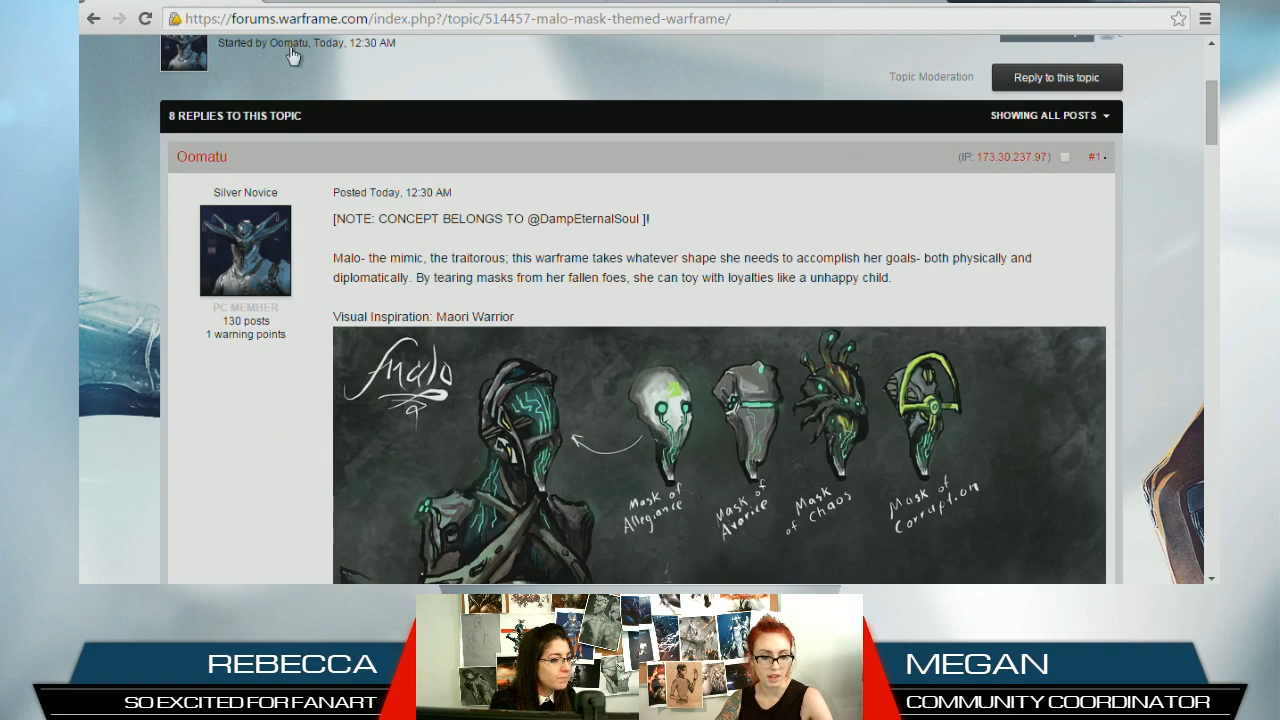 https://forums.warframe.com/index.php?/topic/514457-malo-mask-themed-warframe/
Started by Oomatu, Today, 12:30 AM
Topic Moderation
Reply to this topic
8 REPLIES TO THIS TOPIC
SHOWING ALL POSTS
Oomatu
(IP: 173.30.237.97)
#1
Silver Novice
Posted Today, 12:30 AM
[NOTE: CONCEPT BELONGS TO @DampEternalSoul ]!
Malo- the mimic, the traitorous; this warframe takes whatever shape she needs to accomplish her goals- both physically and
diplomatically. By tearing masks from her fallen foes, she can toy with loyalties like a unhappy child.
PC MEMBER
130 posts
1 warning points
Visual Inspiration: Maori Warrior
Malo
Mask of
Allegiance
Mask of
Avarice
Mask
of Chaos
Mask of
Corruption
REBECCA
SO EXCITED FOR FANART
MEGAN
COMMUNITY COORDINATOR